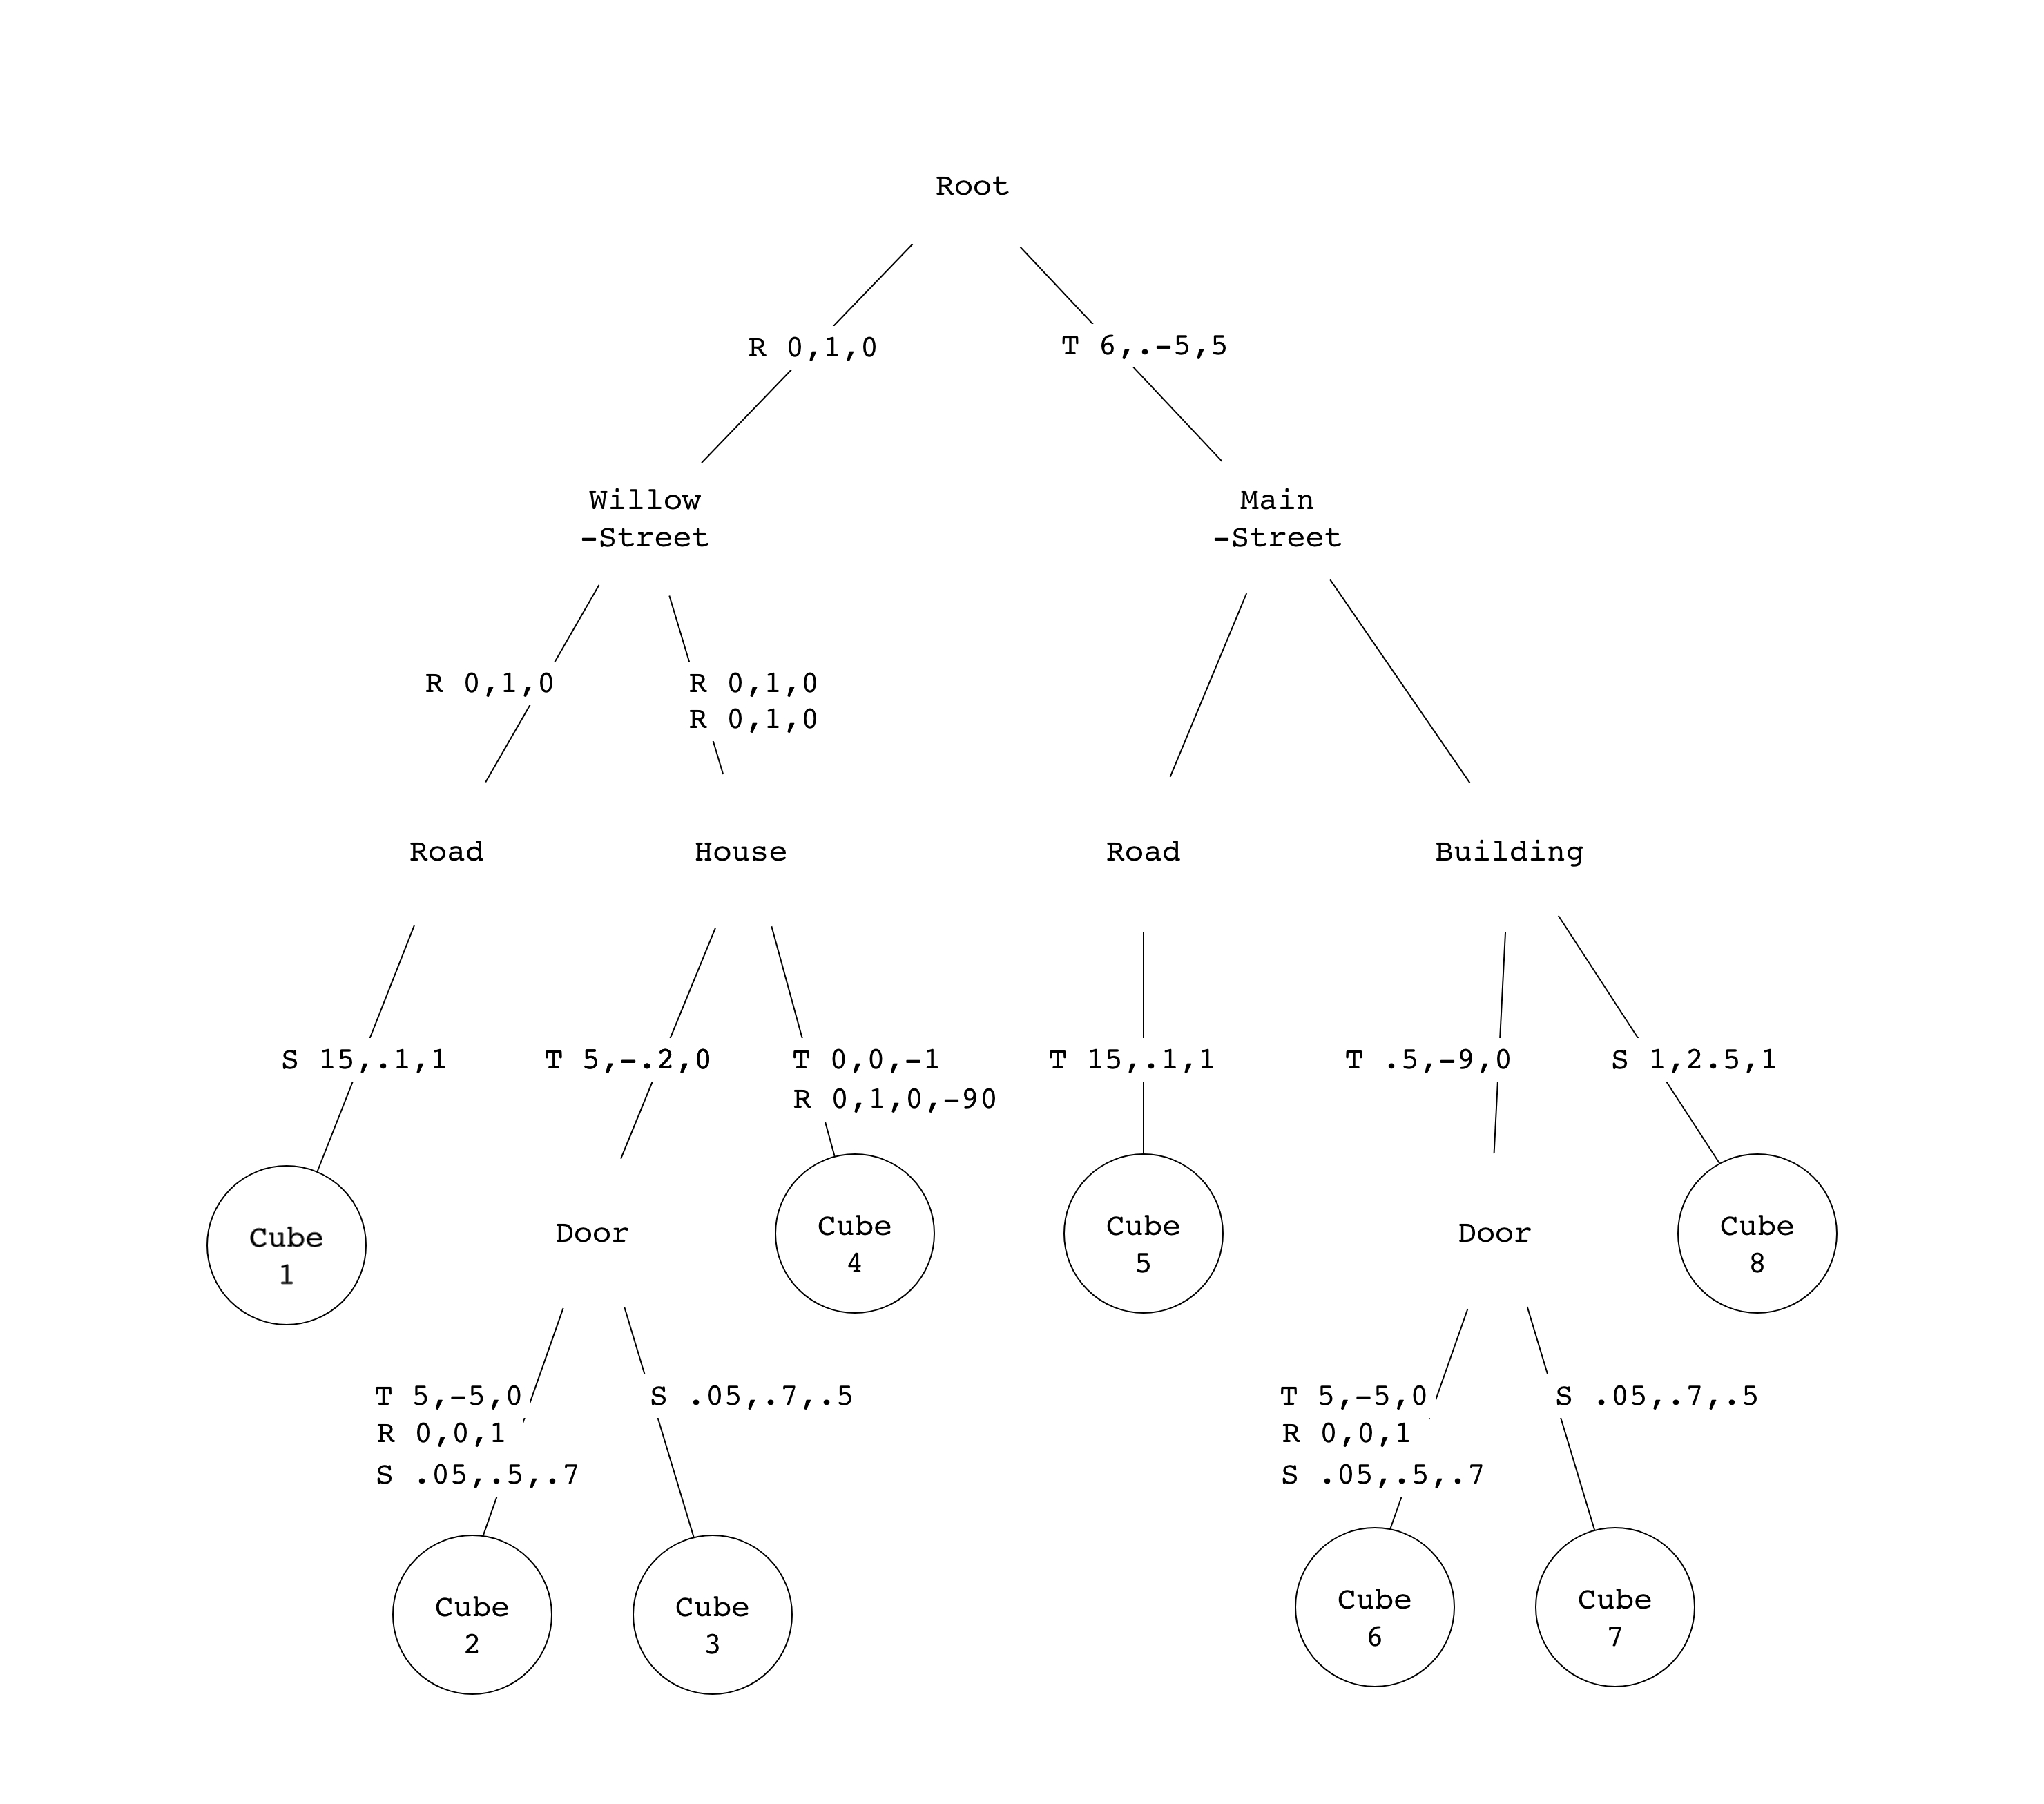 Root
R 0,1,0
T 6,.-5,5
Willow
-Street
Main
-Street
R 0,1,0
R 0,1,0
R 0,1,0
Road
House
Road
Building
S 15,.1,1
T 5,-.2,0
T 0,0,-1
R 0,1,0,-90
T 15,.1,1
T .5,-9,0
S 1,2.5,1
Cube
1
Door
Cube
4
Cube
5
Door
Cube
8
T 5,-5,0
R 0,0,1
S .05,.5,.7
S .05,.7,.5
T 5,-5,0
R 0,0,1
S .05,.5,.7
S .05,.7,.5
Cube
2
Cube
3
Cube
6
Cube
7